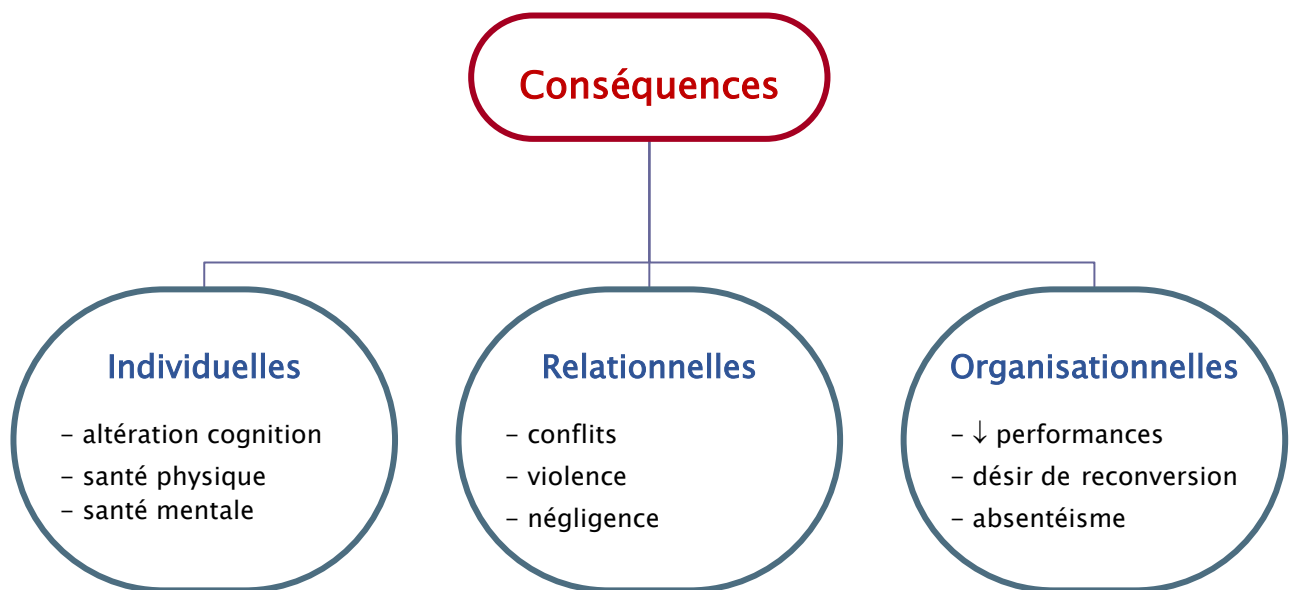 Conséquences
Individuelles
– altération cognition
– santé physique
– santé mentale
Relationnelles
– conflits
– violence
– négligence
Organisationnelles
– ↓ performances
– désir de reconversion
– absentéisme